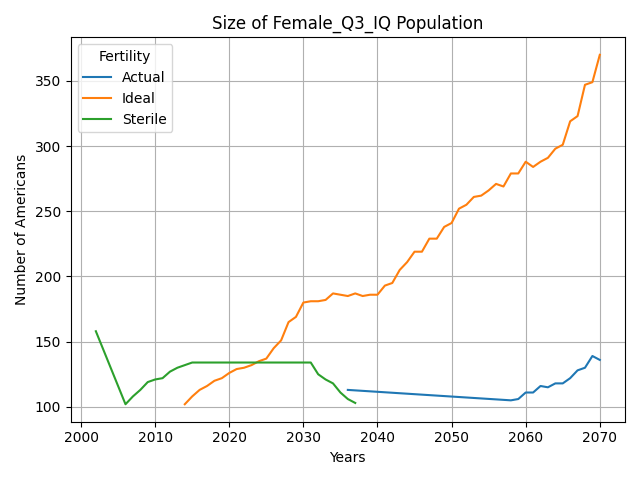 Size of Female_Q3_IQ Population
Fertility
Actual
Ideal
Sterile
Number of Americans
350
300
250
200
150
100
2000 2010 2020 2030 2040 2050 2060 2070
Years